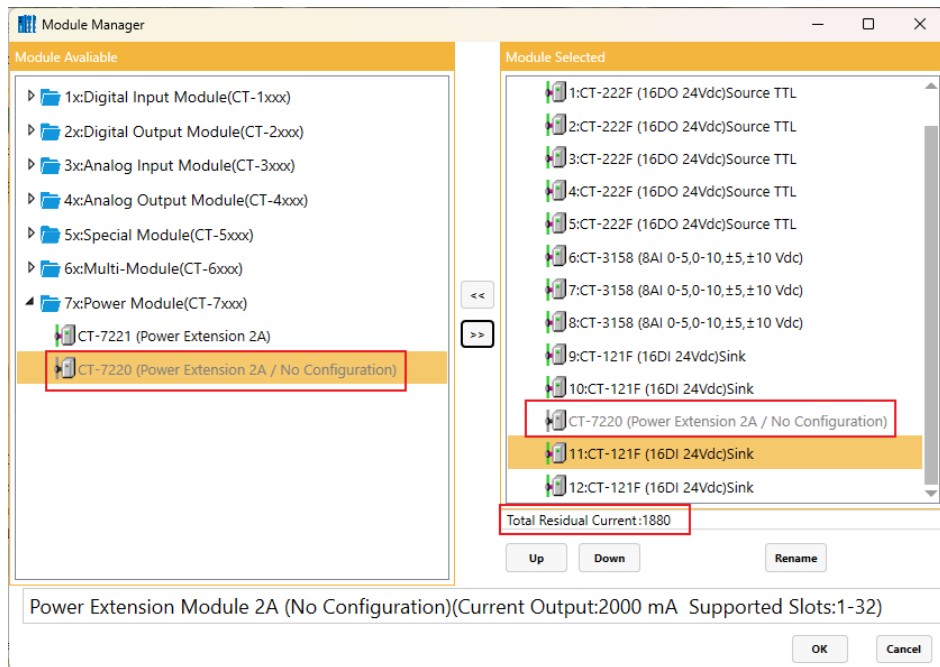 Module Manager
Module Avaliable
1x:Digital Input Module(CT-1xxx)
2x:Digital Output Module(CT-2xxx)
3x:Analog Input Module(CT-3xxx)
4x:Analog Output Module(CT-4xxx)
5x:Special Module(CT-5xxx)
6x:Multi-Module(CT-6xxx)
7x:Power Module(CT-7xxx)
CT-7221 (Power Extension 2A)
CT-7220 (Power Extension 2A / No Configuration)
<<
>>
Module Selected
1:CT-222F (16DO 24Vdc)Source TTL
2:CT-222F (16DO 24Vdc)Source TTL
3:CT-222F (16DO 24Vdc)Source TTL
4:CT-222F (16DO 24Vdc)Source TTL
5:CT-222F (16DO 24Vdc)Source TTL
6:CT-3158 (8AI 0-5,0-10,±5,±10 Vdc)
7:CT-3158 (8AI 0-5,0-10,±5,±10 Vdc)
8:CT-3158 (8AI 0-5,0-10,±5,±10 Vdc)
9:CT-121F (16DI 24Vdc)Sink
10:CT-121F (16DI 24Vdc)Sink
CT-7220 (Power Extension 2A / No Configuration)
11:CT-121F (16DI 24Vdc)Sink
12:CT-121F (16DI 24Vdc)Sink
Total Residual Current:1880
Up Down Rename
Power Extension Module 2A (No Configuration)(Current Output:2000 mA Supported Slots:1-32)
OK Cancel